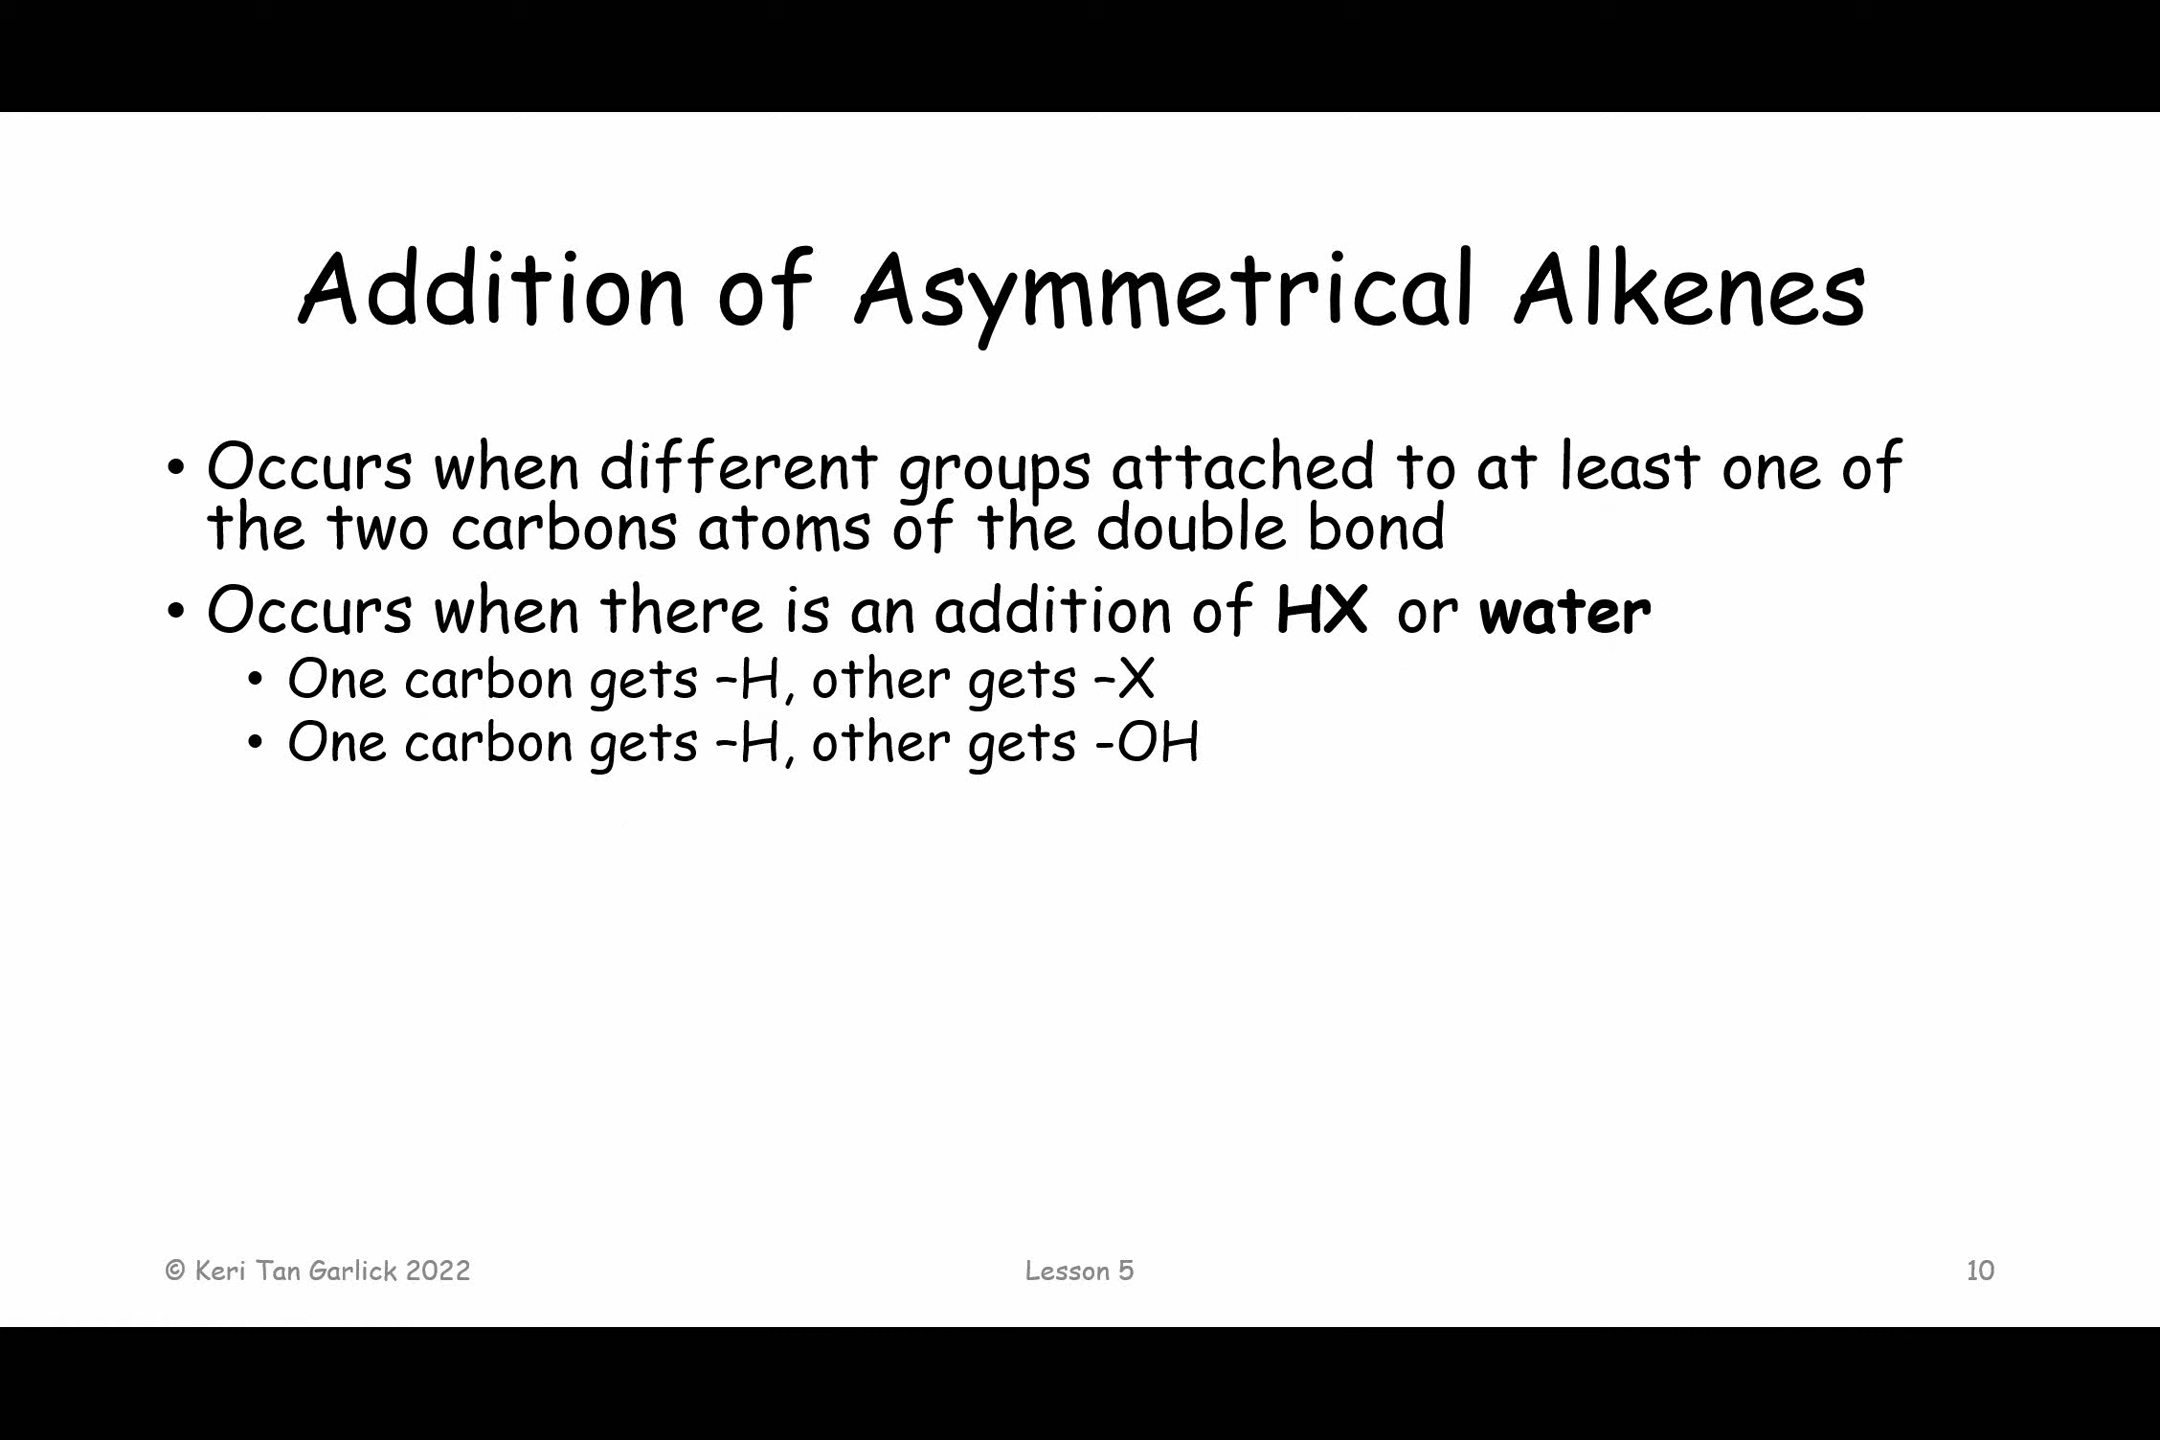 Addition of Asymmetrical Alkenes
• Occurs when different groups attached to at least one of
the two carbons atoms of the double bond
• Occurs when there is an addition of HX or water
• One carbon gets –H, other gets –X
• One carbon gets –H, other gets -OH
© Keri Tan Garlick 2022
Lesson 5
10